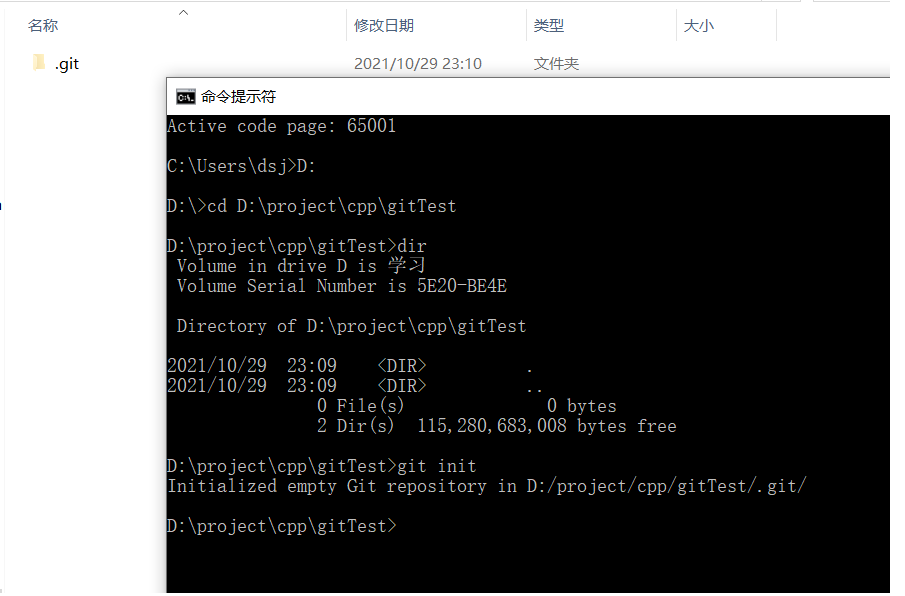 名称 修改日期 类型 大小
.git 2021/10/29 23:10 文件夹
命令提示符
Active code page: 65001
C:\Users\dsj>D:
D:\>cd D:\project\cpp\gitTest
D:\project\cpp\gitTest>dir
Volume in drive D is 学习
Volume Serial Number is 5E20-BE4E
Directory of D:\project\cpp\gitTest
2021/10/29 23:09 <DIR> .
2021/10/29 23:09 <DIR> ..
0 File(s) 0 bytes
2 Dir(s) 115,280,683,008 bytes free
D:\project\cpp\gitTest>git init
Initialized empty Git repository in D:/project/cpp/gitTest/.git/
D:\project\cpp\gitTest>